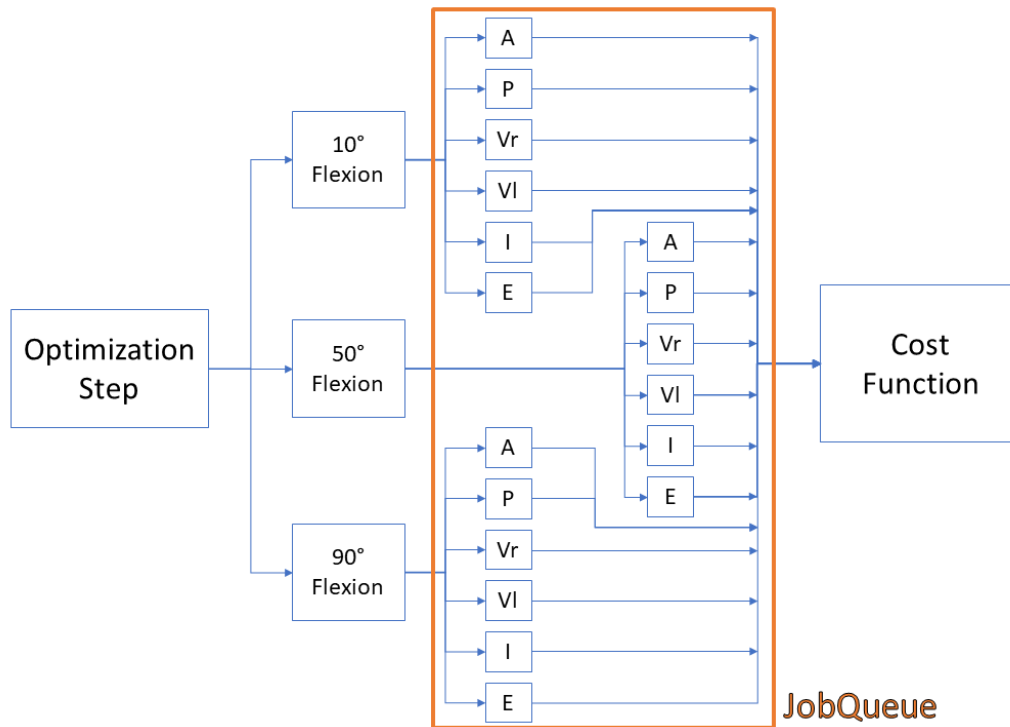 Optimization
Step
10°
Flexion
50°
Flexion
90°
Flexion
A
P
Vr
Vl
I
E
A
P
Vr
Vl
I
E
A
P
Vr
Vl
I
E
Cost
Function
JobQueue